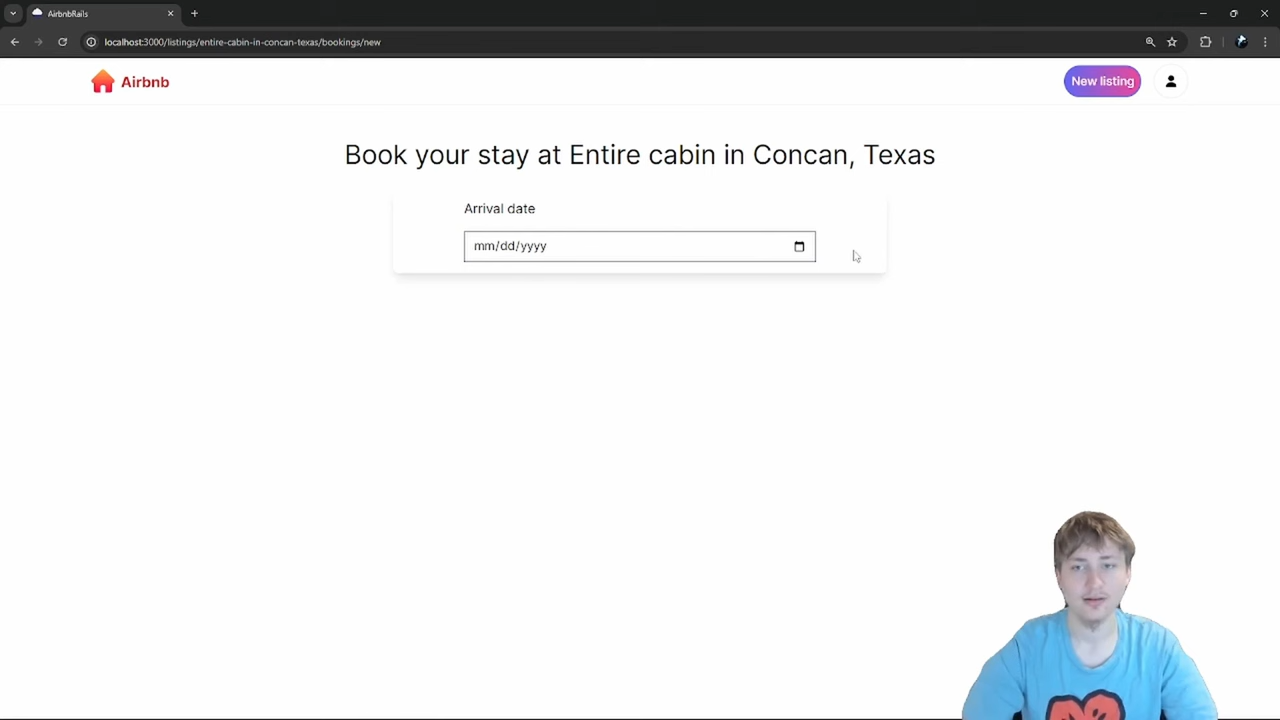 AirbnbRails
localhost:3000/listings/entire-cabin-in-concan-texas/bookings/new
Airbnb
New listing
Book your stay at Entire cabin in Concan, Texas
Arrival date
mm/dd/yyyy